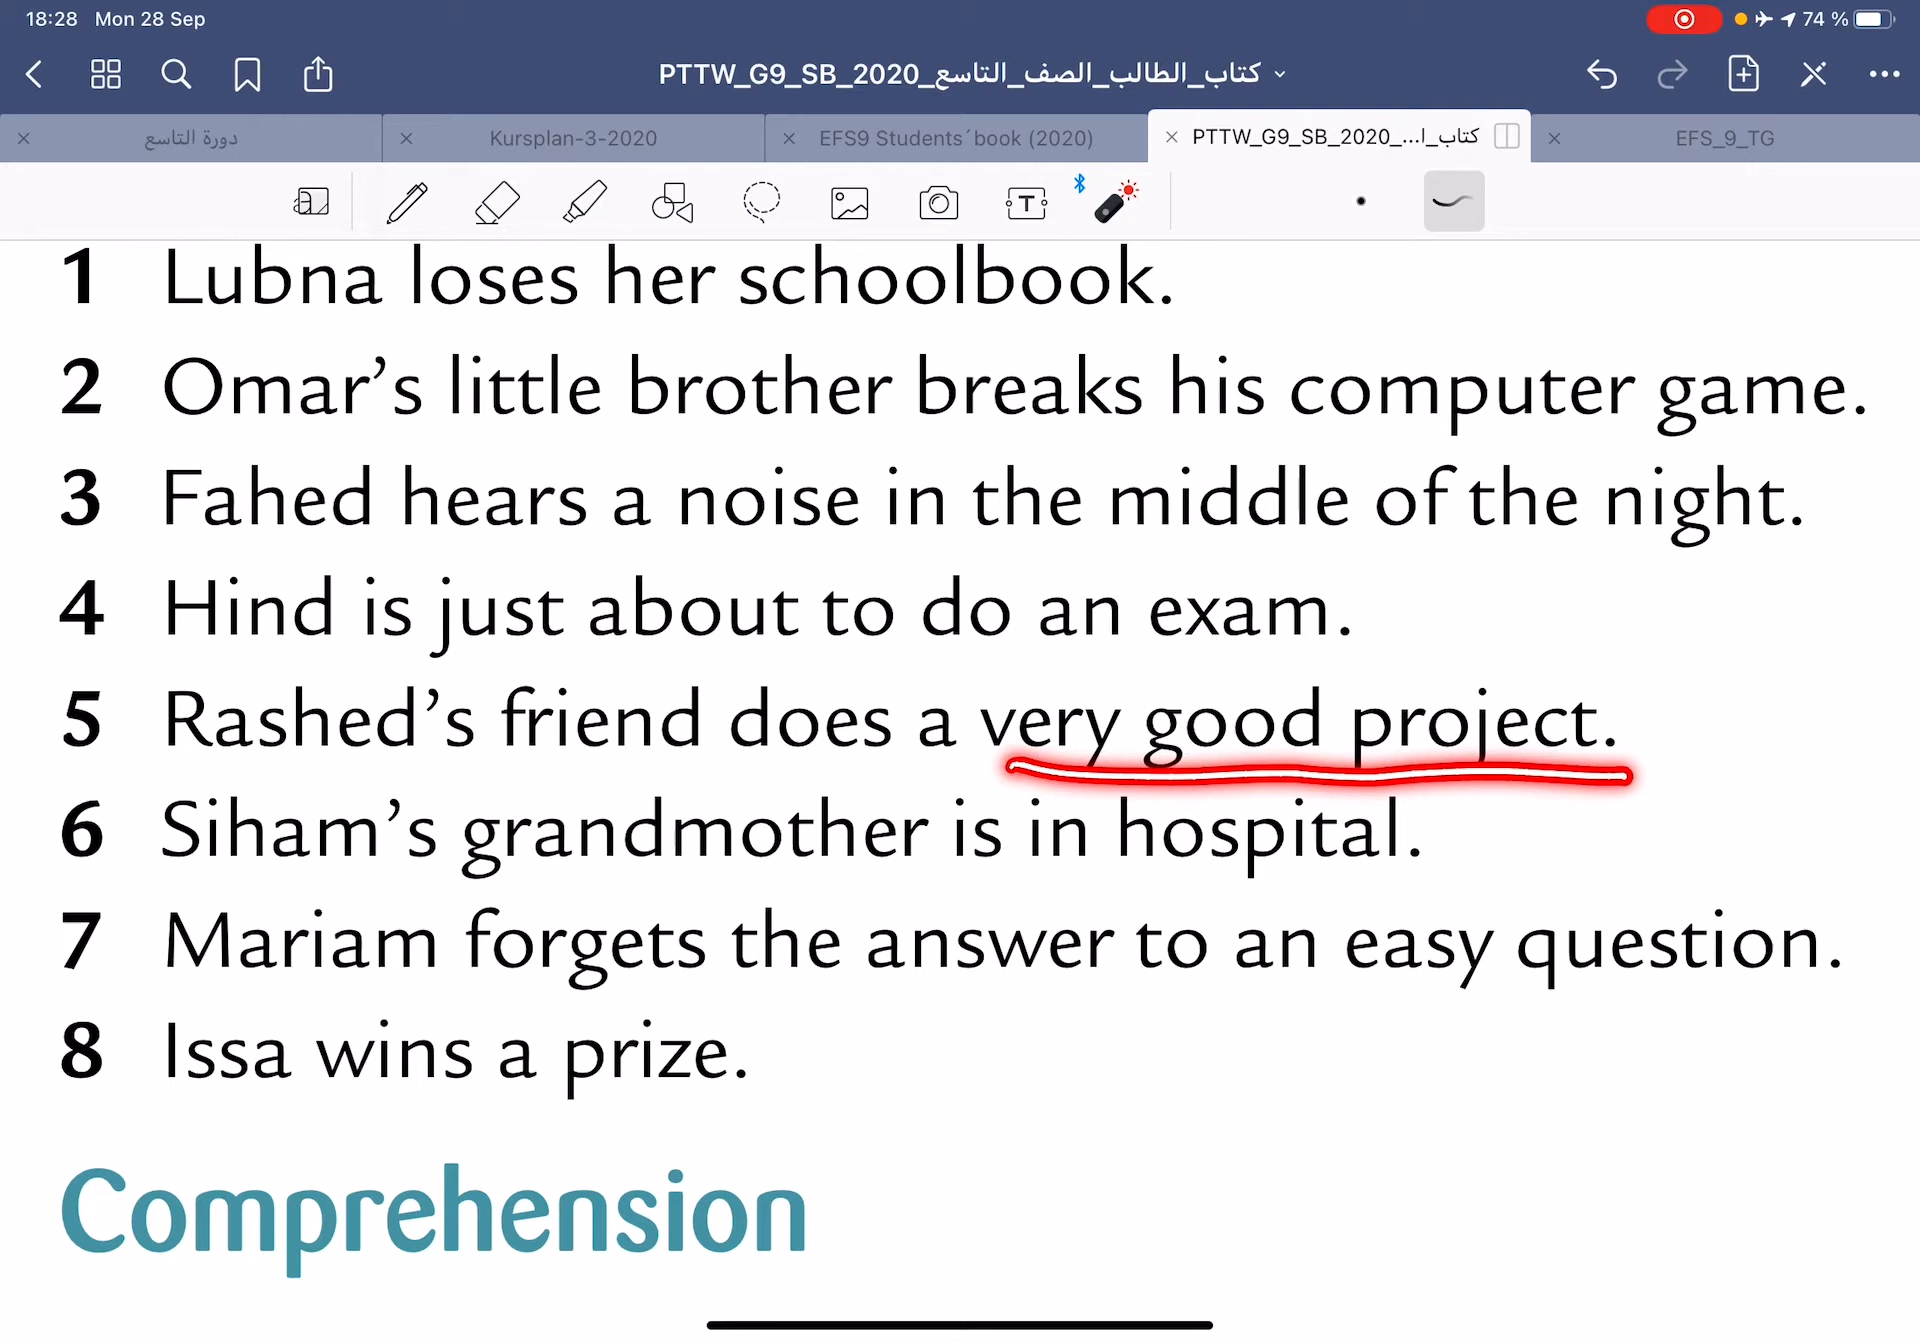 18:28 Mon 28 Sep 74 %
PTTW_G9_SB_2020_كتاب_الطالب_الصف_التاسع
دورة التاسع Kursplan-3-2020 EFS9 Students´book (2020) PTTW_G9_SB_2020_...كتاب_ا EFS_9_TG
1 Lubna loses her schoolbook.
2 Omar’s little brother breaks his computer game.
3 Fahed hears a noise in the middle of the night.
4 Hind is just about to do an exam.
5 Rashed’s friend does a very good project.
6 Siham’s grandmother is in hospital.
7 Mariam forgets the answer to an easy question.
8 Issa wins a prize.
Comprehension